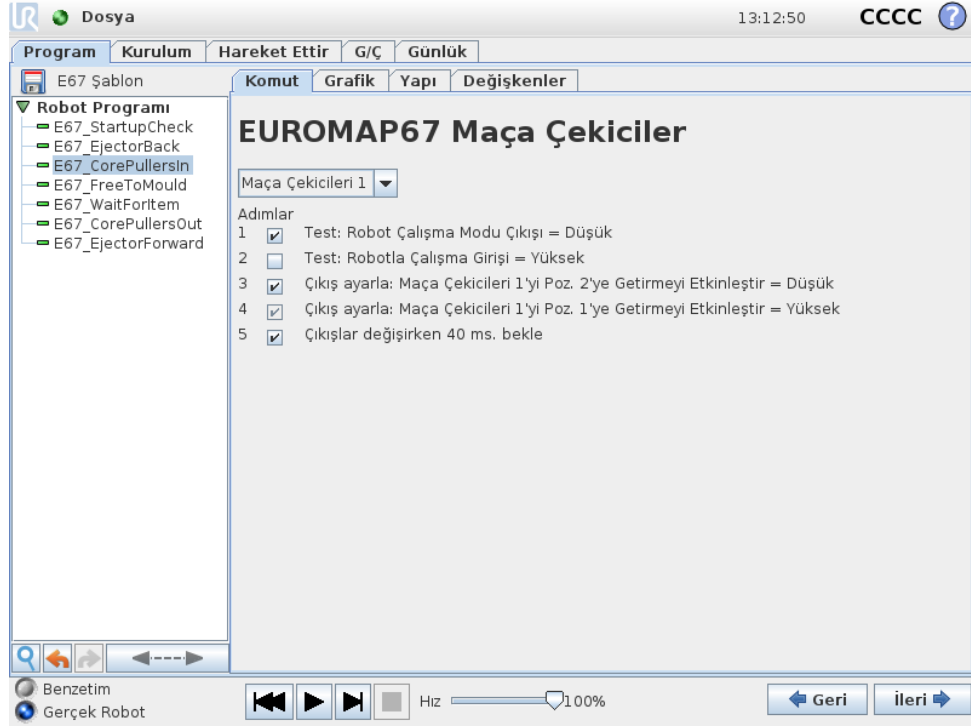 UR Dosya 13:12:50 CCCC ?
Program Kurulum Hareket Ettir G/Ç Günlük
E67 Şablon
Komut Grafik Yapı Değişkenler
Robot Programı
E67_StartupCheck
E67_EjectorBack
E67_CorePullersIn
E67_FreeToMould
E67_WaitForItem
E67_CorePullersOut
E67_EjectorForward
EUROMAP67 Maça Çekiciler
Maça Çekicileri 1
Adımlar
1 Test: Robot Çalışma Modu Çıkışı = Düşük
2 Test: Robotla Çalışma Girişi = Yüksek
3 Çıkış ayarla: Maça Çekicileri 1'yi Poz. 2'ye Getirmeyi Etkinleştir = Düşük
4 Çıkış ayarla: Maça Çekicileri 1'yi Poz. 1'ye Getirmeyi Etkinleştir = Yüksek
5 Çıkışlar değişirken 40 ms. bekle
Benzetim
Gerçek Robot
Hız 100%
Geri İleri